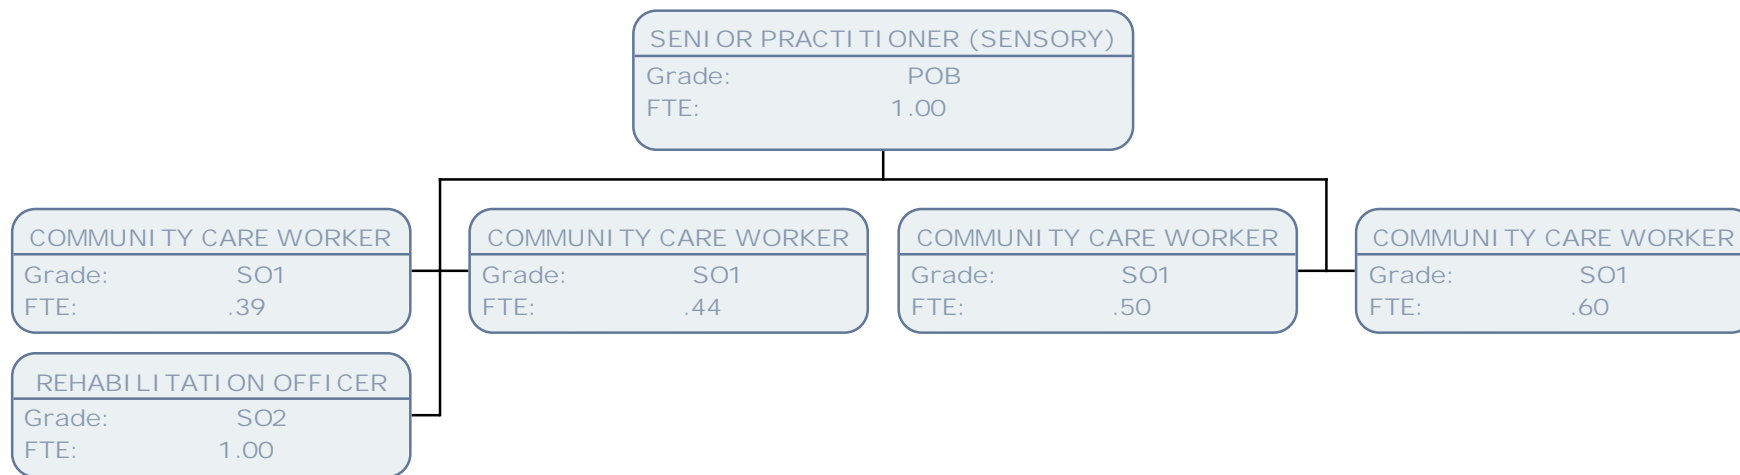 SENIOR PRACTITIONER (SENSORY)
Grade: POB
FTE: 1.00
COMMUNITY CARE WORKER
Grade: SO1
FTE: .39
COMMUNITY CARE WORKER
Grade: SO1
FTE: .44
COMMUNITY CARE WORKER
Grade: SO1
FTE: .50
COMMUNITY CARE WORKER
Grade: SO1
FTE: .60
REHABILITATION OFFICER
Grade: SO2
FTE: 1.00